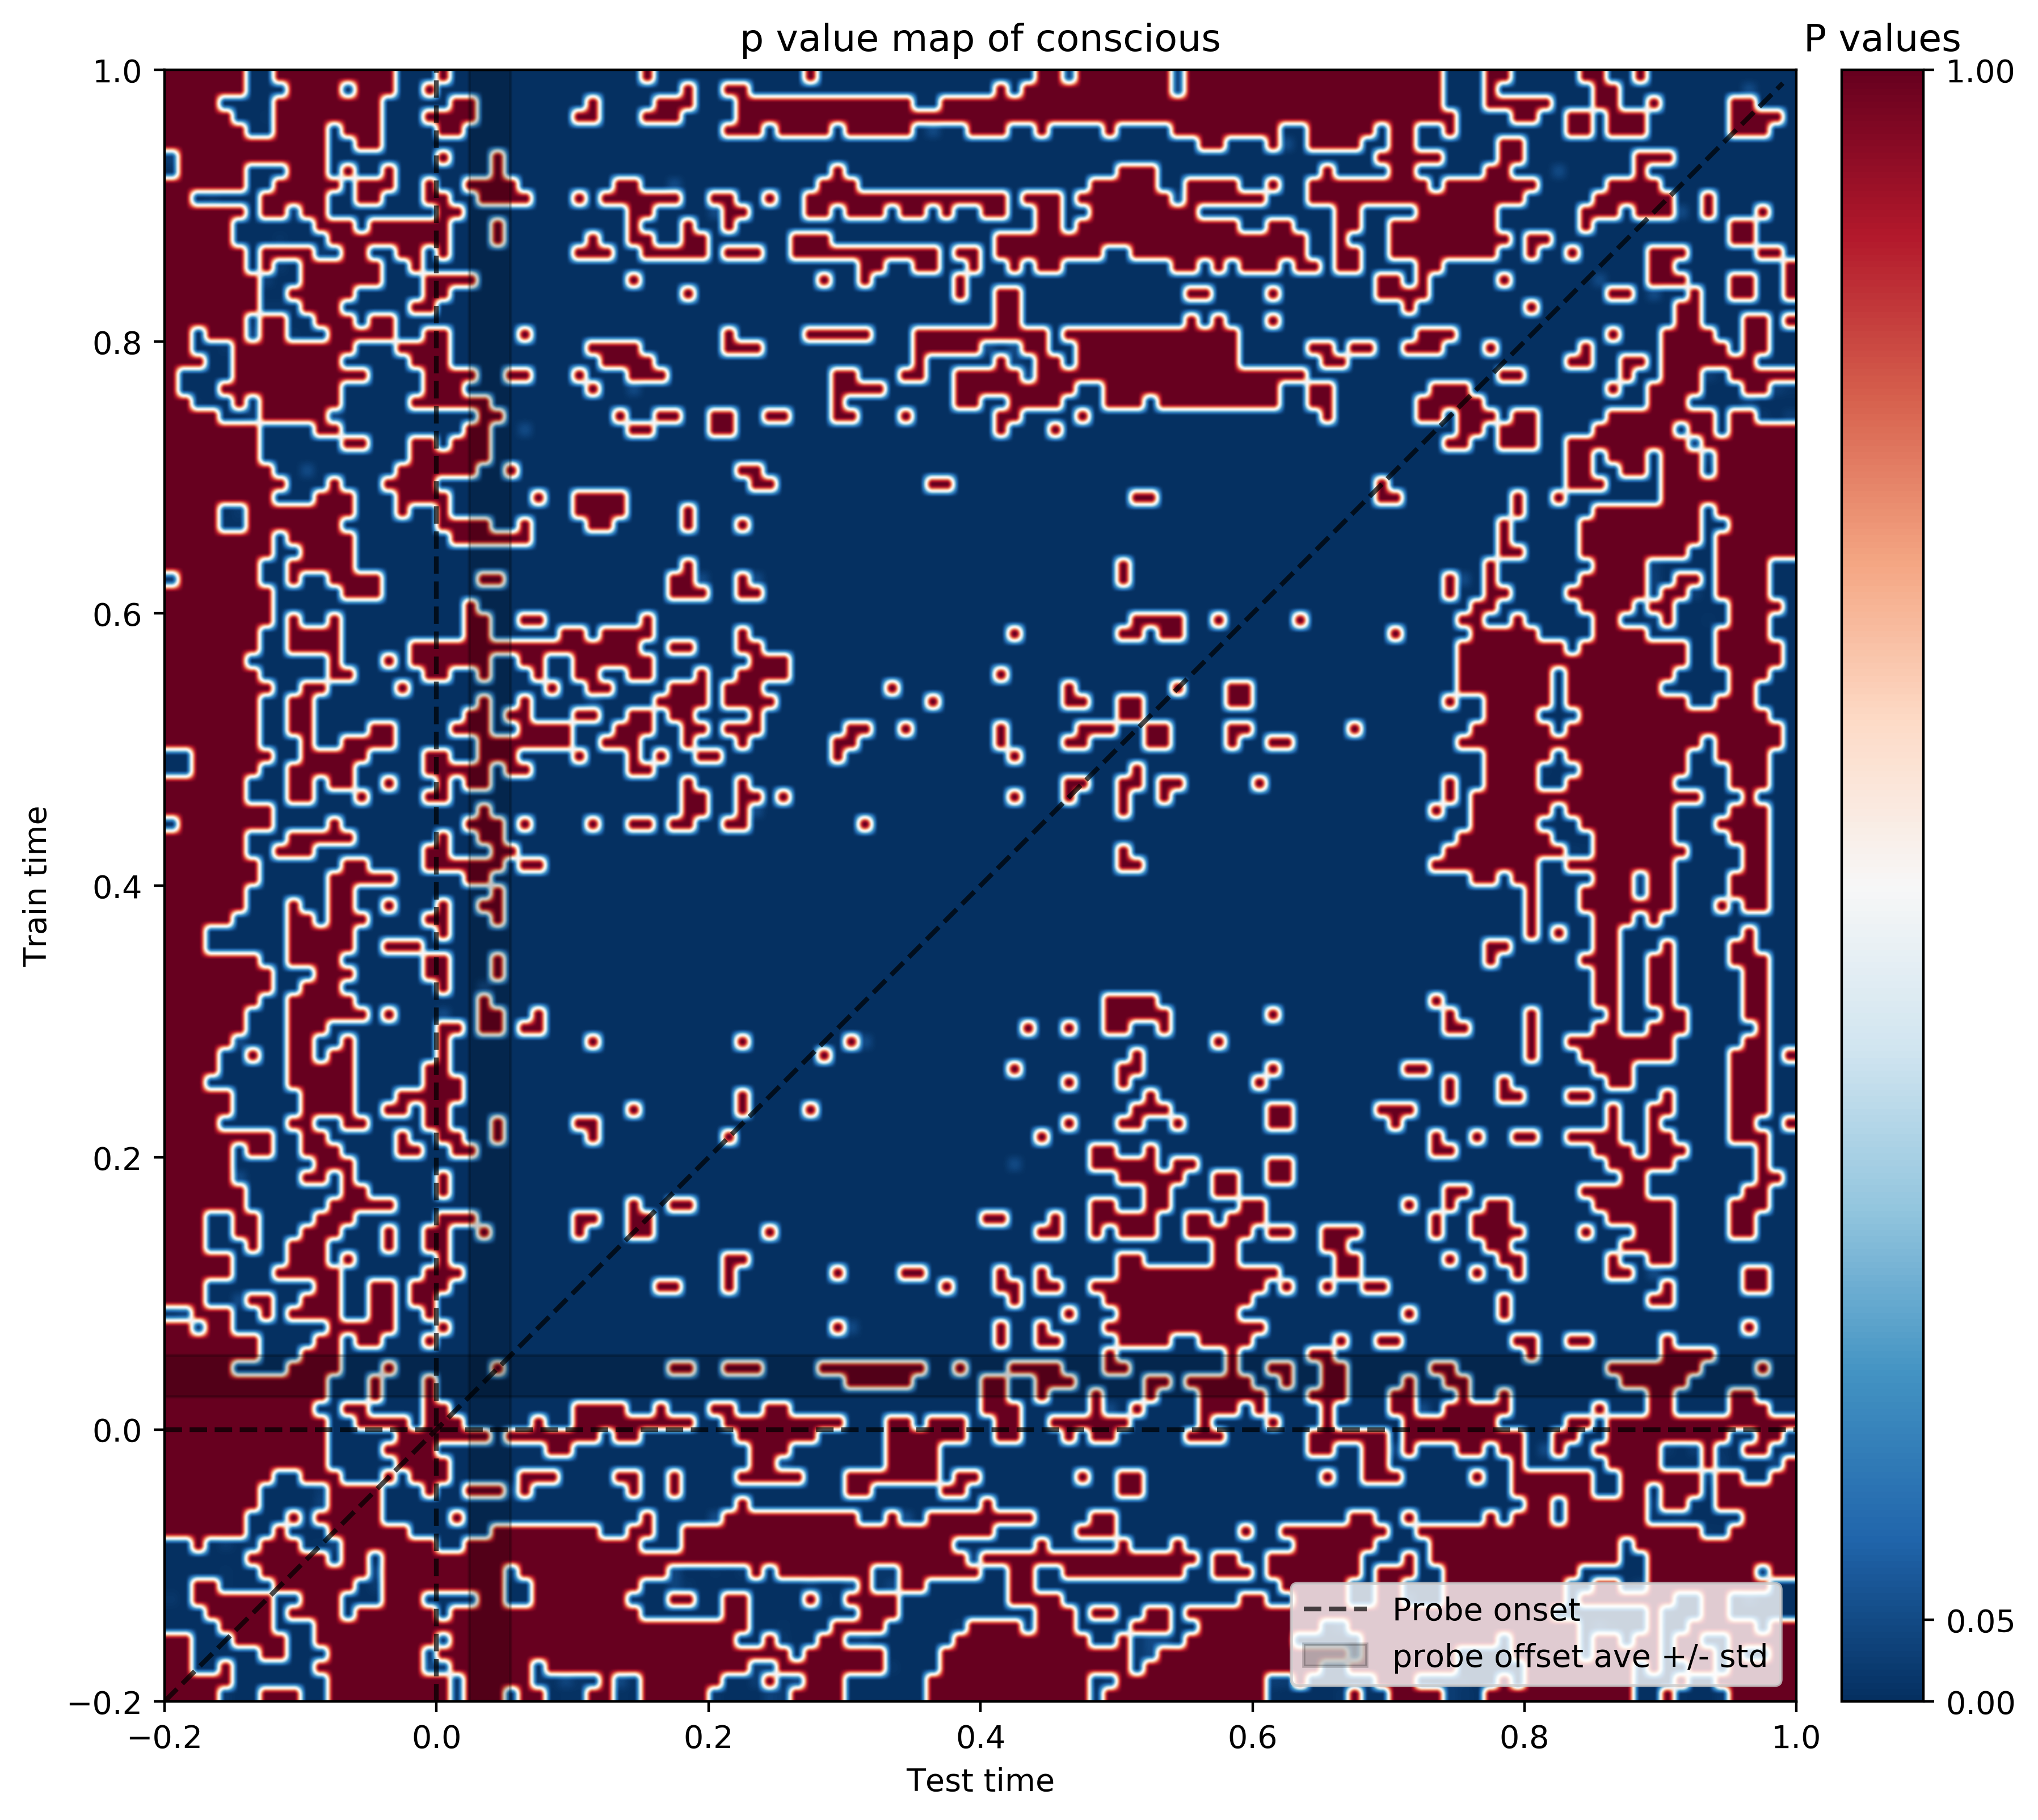 p value map of conscious
P values
1.00
0.05
0.00
1.0
0.8
0.6
0.4
0.2
0.0
−0.2
Train time
−0.2
0.0
0.2
0.4
0.6
0.8
1.0
Test time
Probe onset
probe offset ave +/- std